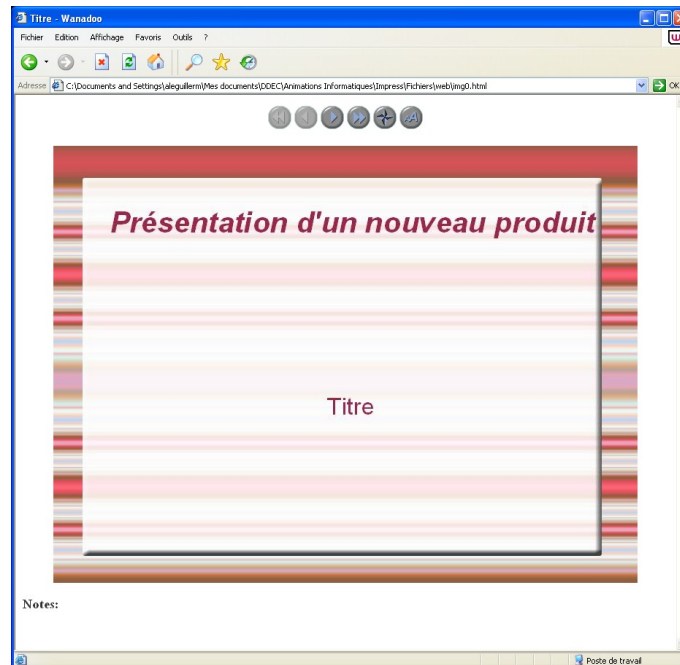 Titre - Wanadoo
Fichier Edition Affichage Favoris Outils ?
Adresse C:\Documents and Settings\aleguillerm\Mes documents\DDEC\Animations Informatiques\Impress\Fichiers\web\img0.html OK
Présentation d'un nouveau produit
Titre
Notes:
Poste de travail